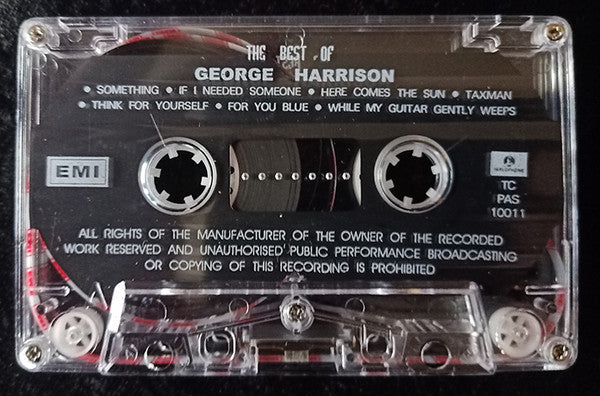 THE BEST OF
GEORGE HARRISON
• SOMETHING • IF I NEEDED SOMEONE • HERE COMES THE SUN • TAXMAN
• THINK FOR YOURSELF • FOR YOU BLUE • WHILE MY GUITAR GENTLY WEEPS
EMI
PARLOPHONE
TC
PAS
10011
ALL RIGHTS OF THE MANUFACTURER OF THE OWNER OF THE RECORDED
WORK RESERVED AND UNAUTHORISED PUBLIC PERFORMANCE BROADCASTING
OR COPYING OF THIS RECORDING IS PROHIBITED